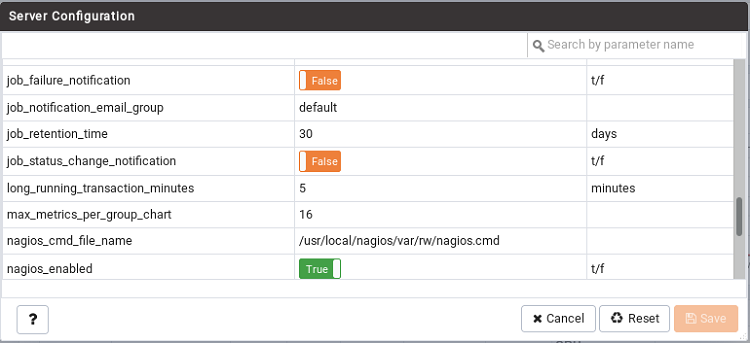 Server Configuration
Search by parameter name
job_failure_notification False t/f
job_notification_email_group default
job_retention_time 30 days
job_status_change_notification False t/f
long_running_transaction_minutes 5 minutes
max_metrics_per_group_chart 16
nagios_cmd_file_name /usr/local/nagios/var/rw/nagios.cmd
nagios_enabled True t/f
? Cancel Reset Save